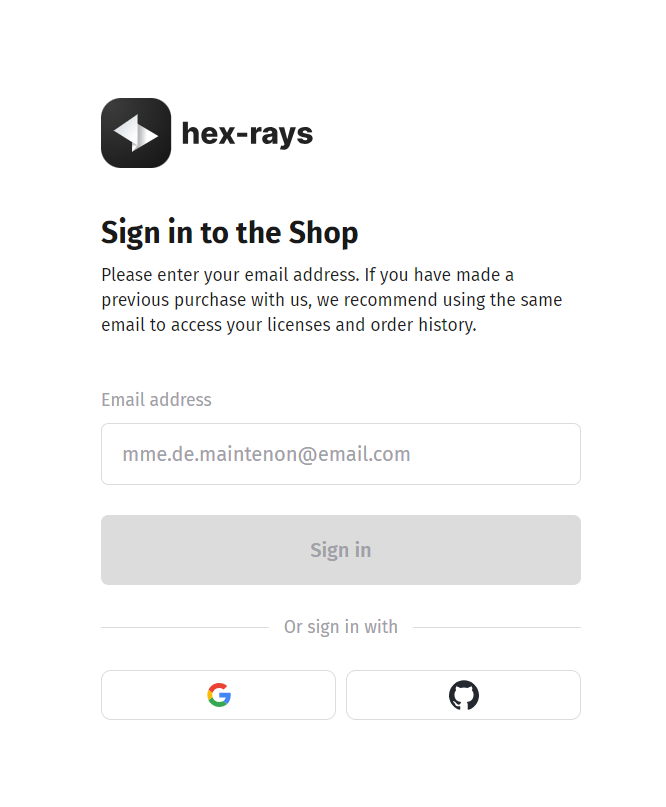 hex-rays
Sign in to the Shop
Please enter your email address. If you have made a
previous purchase with us, we recommend using the same
email to access your licenses and order history.
Email address
mme.de.maintenon@email.com
Sign in
Or sign in with